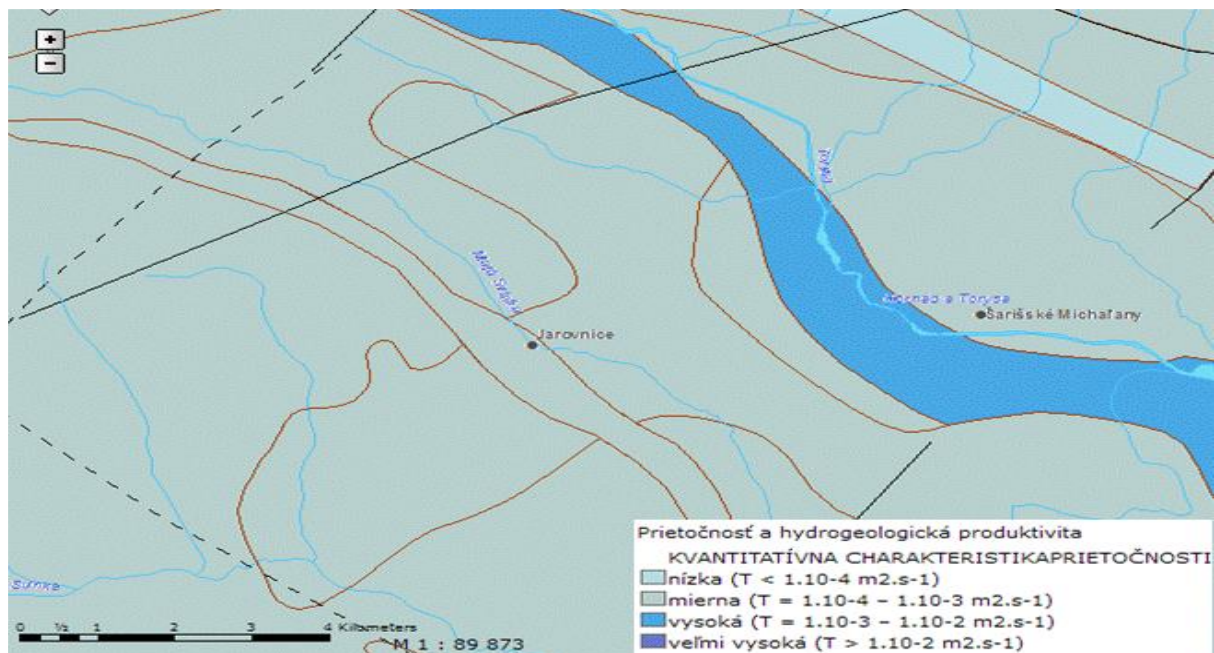 +
−
Torysa
Malá Svinka
Hornád a Torysa
Šarišské Michaľany
Jarovnice
Svinka
Prietočnosť a hydrogeologická produktivita
KVANTITATÍVNA CHARAKTERISTIKAPRIETOČNOSTI
nízka (T < 1.10-4 m2.s-1)
mierna (T = 1.10-4 – 1.10-3 m2.s-1)
vysoká (T = 1.10-3 – 1.10-2 m2.s-1)
veľmi vysoká (T > 1.10-2 m2.s-1)
0 ½ 1 2 3 4 Kilometers
M 1 : 89 873